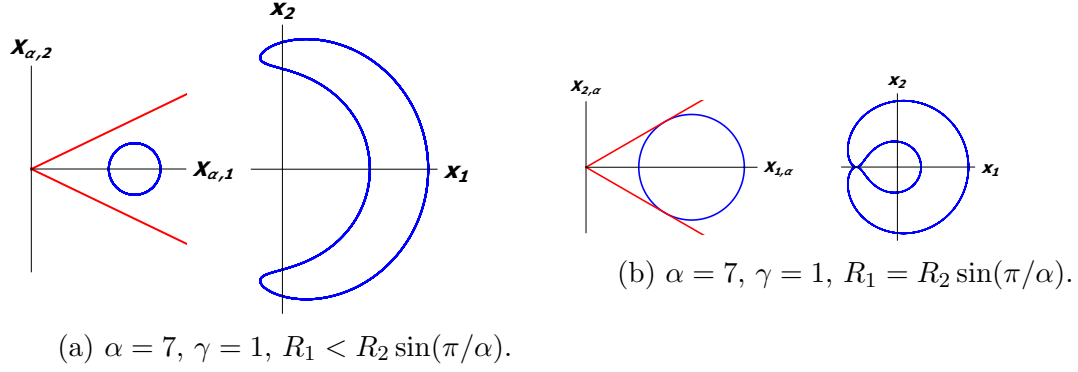 X_{α,2}
X_{α,1}
x_2
x_1
(a) α = 7, γ = 1, R_1 < R_2 sin(π/α).
X_{2,α}
X_{1,α}
x_2
x_1
(b) α = 7, γ = 1, R_1 = R_2 sin(π/α).